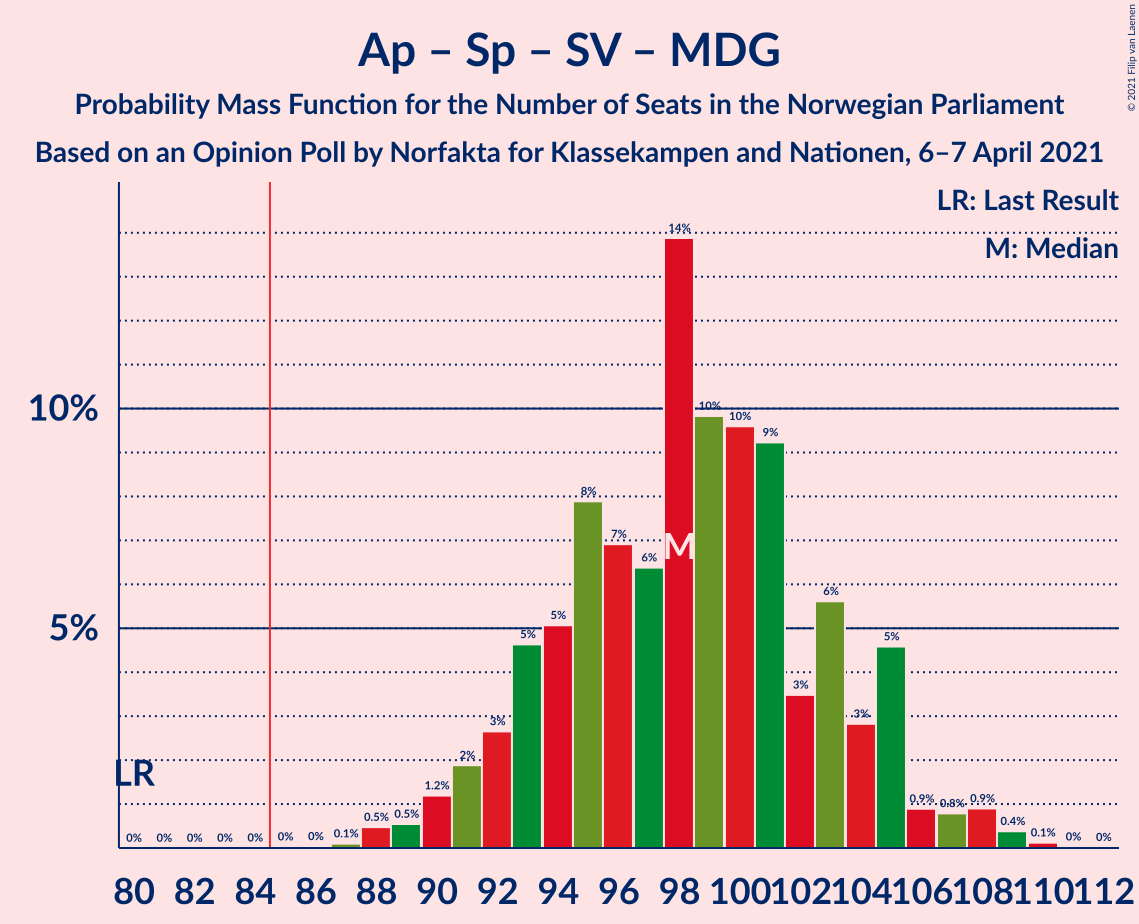 Ap – Sp – SV – MDG
Probability Mass Function for the Number of Seats in the Norwegian Parliament
Based on an Opinion Poll by Norfakta for Klassekampen and Nationen, 6–7 April 2021
© 2021 Filip van Laenen
LR: Last Result
M: Median
10%
5%
LR
M
0% 0% 0% 0% 0% 0% 0% 0.1% 0.5% 0.5% 1.2% 2% 3% 5% 5% 8% 7% 6% 14% 10% 10% 9% 3% 6% 3% 5% 0.9% 0.8% 0.9% 0.4% 0.1% 0% 0%
80 82 84 86 88 90 92 94 96 98 100 102 104 106 108 110 112